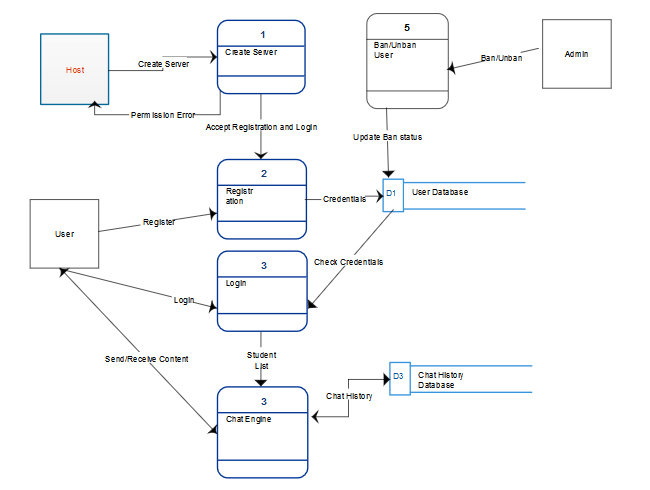 1
Create Server
5
Ban/Unban
User
Admin
Ban/Unban
Host
Create Server
Permission Error
Accept Registration and Login
Update Ban status
2
Registr
ation
Credentials
D1
User Database
User
Register
3
Login
Check Credentials
Login
Student
List
Send/Receive Content
3
Chat Engine
Chat History
D3
Chat History
Database